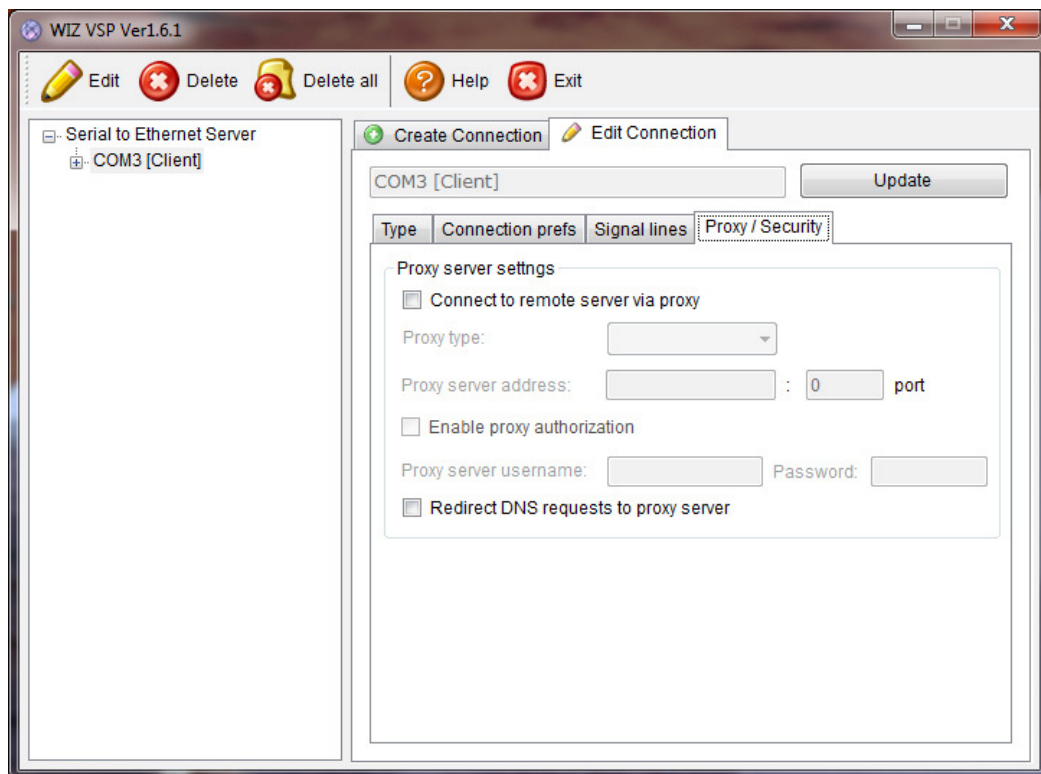 WIZ VSP Ver1.6.1
Edit Delete Delete all Help Exit
Serial to Ethernet Server
COM3 [Client]
Create Connection Edit Connection
COM3 [Client] Update
Type Connection prefs Signal lines Proxy / Security
Proxy server settngs
Connect to remote server via proxy
Proxy type:
Proxy server address: : 0 port
Enable proxy authorization
Proxy server username: Password:
Redirect DNS requests to proxy server